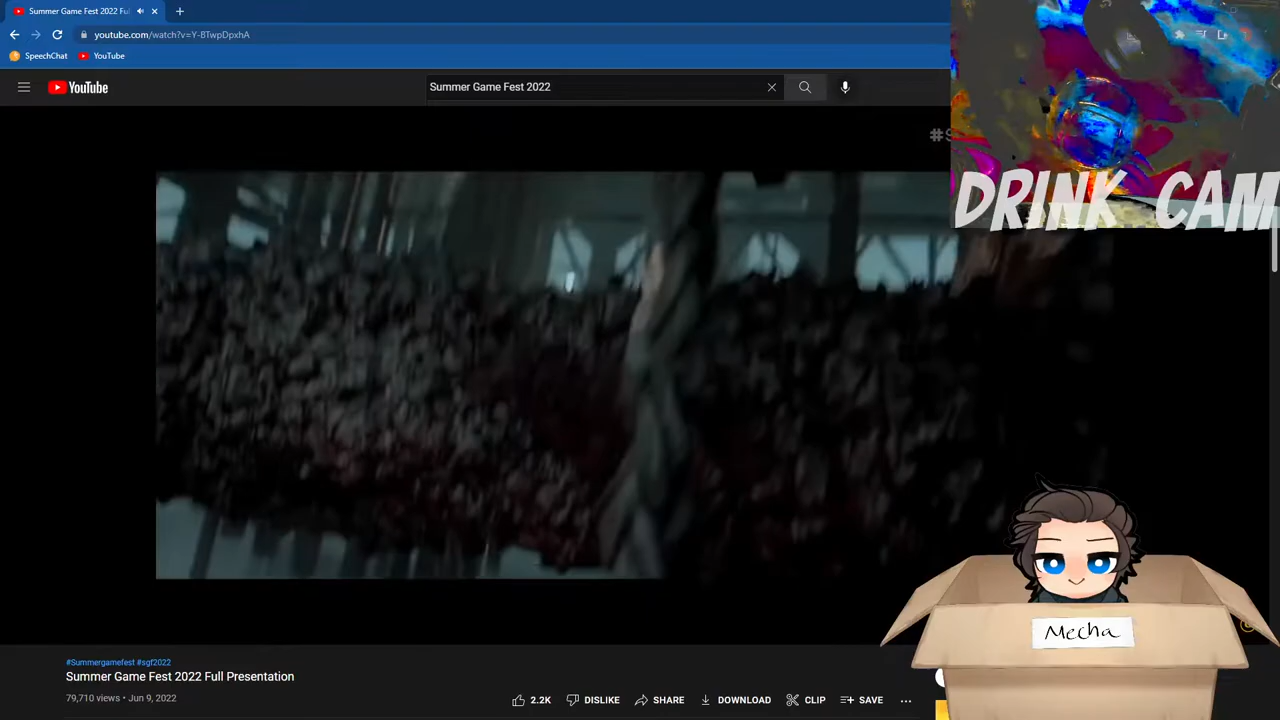 Summer Game Fest 2022 Ful
youtube.com/watch?v=Y-8TwpDpxhA
SpeechChat YouTube
YouTube
Summer Game Fest 2022
#S
DRINK CAM
Mecha
#Summergamefest #sgf2022
Summer Game Fest 2022 Full Presentation
79,710 views • Jun 9, 2022
2.2K DISLIKE SHARE DOWNLOAD CLIP SAVE